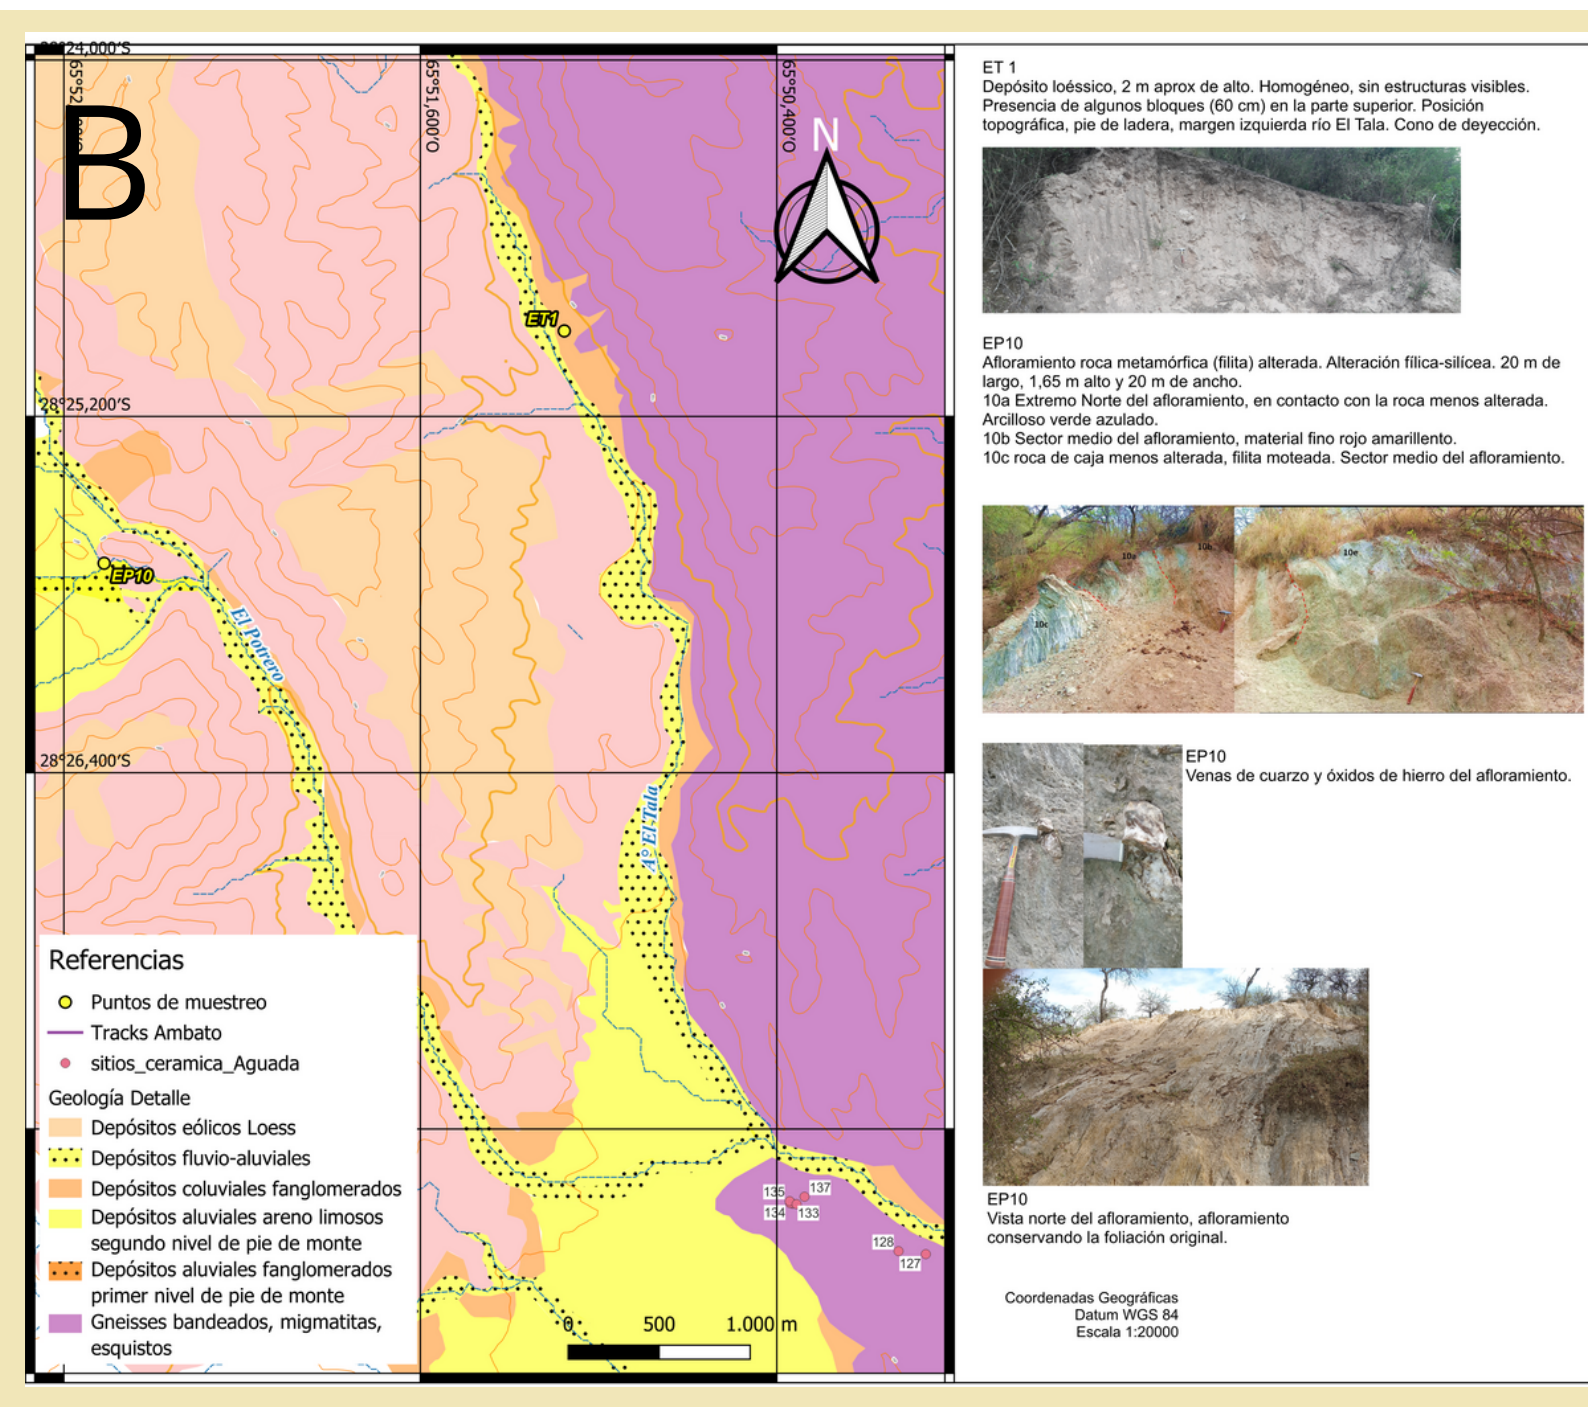 B
28°24,000'S
65°51,600'O
65°50,400'O
N
ET1
28°25,200'S
EP10
El Potrero
28°26,400'S
A° El Tala
135
137
134
133
128
127
0 500 1.000 m
Referencias
Puntos de muestreo
Tracks Ambato
sitios_ceramica_Aguada
Geología Detalle
Depósitos eólicos Loess
Depósitos fluvio-aluviales
Depósitos coluviales fanglomerados
Depósitos aluviales areno limosos
segundo nivel de pie de monte
Depósitos aluviales fanglomerados
primer nivel de pie de monte
Gneisses bandeados, migmatitas,
esquistos
ET 1
Depósito loéssico, 2 m aprox de alto. Homogéneo, sin estructuras visibles.
Presencia de algunos bloques (60 cm) en la parte superior. Posición
topográfica, pie de ladera, margen izquierda río El Tala. Cono de deyección.
EP10
Afloramiento roca metamórfica (filita) alterada. Alteración fílica-silícea. 20 m de
largo, 1,65 m alto y 20 m de ancho.
10a Extremo Norte del afloramiento, en contacto con la roca menos alterada.
Arcilloso verde azulado.
10b Sector medio del afloramiento, material fino rojo amarillento.
10c roca de caja menos alterada, filita moteada. Sector medio del afloramiento.
10a
10b
10c
10e
EP10
Venas de cuarzo y óxidos de hierro del afloramiento.
EP10
Vista norte del afloramiento, afloramiento
conservando la foliación original.
Coordenadas Geográficas
Datum WGS 84
Escala 1:20000